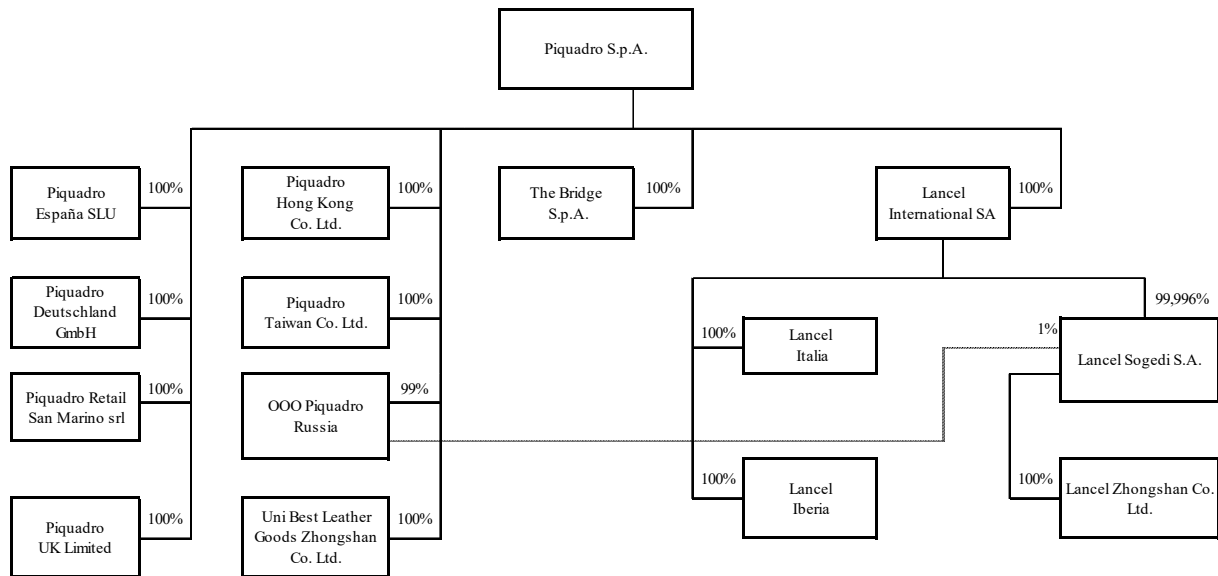 Piquadro S.p.A.
Piquadro
España SLU
100%
Piquadro
Hong Kong
Co. Ltd.
100%
The Bridge
S.p.A.
100%
Lancel
International SA
100%
Piquadro
Deutschland
GmbH
100%
Piquadro
Taiwan Co. Ltd.
100%
99,996%
100%
Lancel
Italia
1%
Lancel Sogedi S.A.
Piquadro Retail
San Marino srl
100%
OOO Piquadro
Russia
99%
Piquadro
UK Limited
100%
Uni Best Leather
Goods Zhongshan
Co. Ltd.
100%
100%
Lancel
Iberia
100%
Lancel Zhongshan Co.
Ltd.